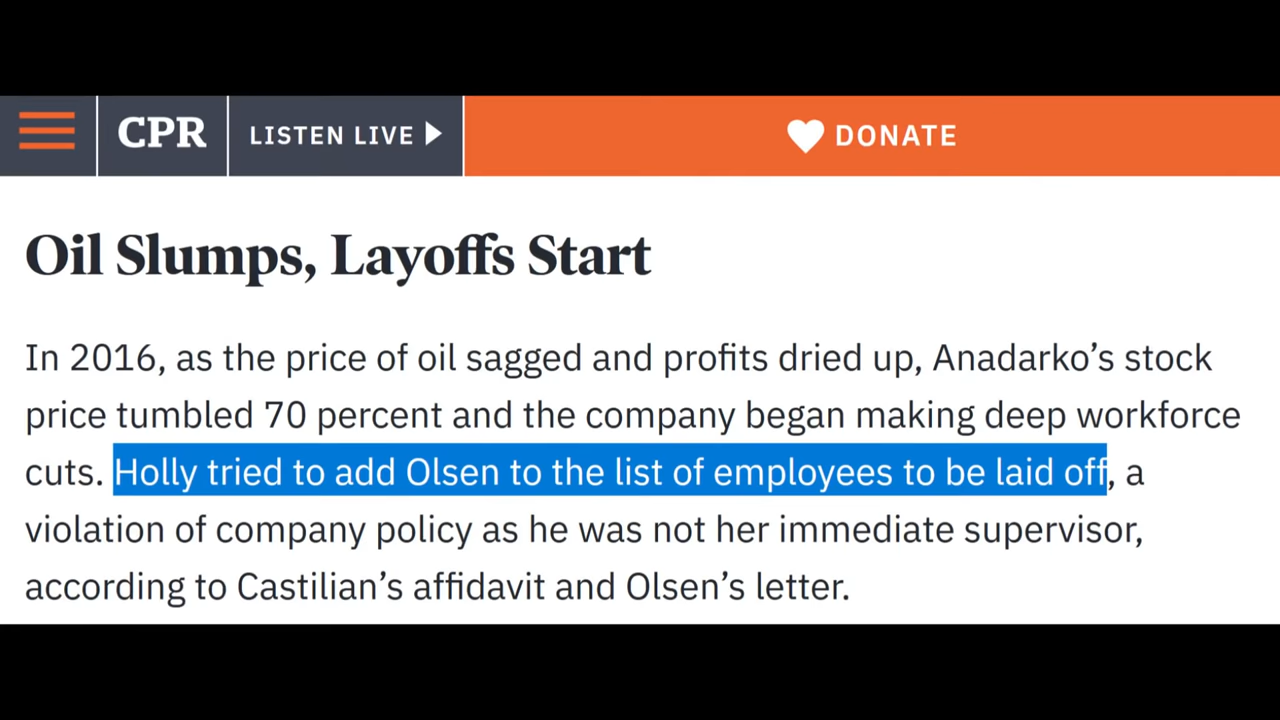 CPR LISTEN LIVE DONATE
Oil Slumps, Layoffs Start
In 2016, as the price of oil sagged and profits dried up, Anadarko’s stock
price tumbled 70 percent and the company began making deep workforce
cuts. Holly tried to add Olsen to the list of employees to be laid off, a
violation of company policy as he was not her immediate supervisor,
according to Castilian’s affidavit and Olsen’s letter.